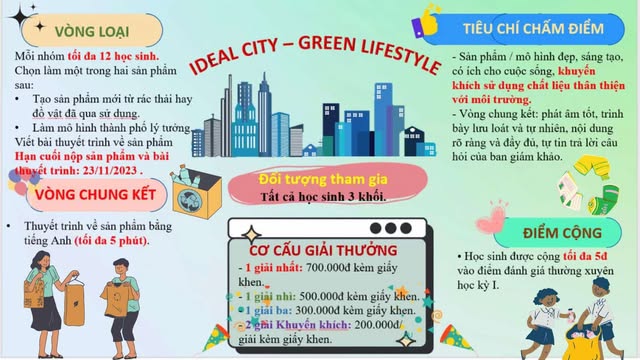 VÒNG LOẠI
Mỗi nhóm tối đa 12 học sinh.
Chọn làm một trong hai sản phẩm
sau:
• Tạo sản phẩm mới từ rác thải hay
đồ vật đã qua sử dụng.
• Làm mô hình thành phố lý tưởng
Viết bài thuyết trình về sản phẩm
Hạn cuối nộp sản phẩm và bài
thuyết trình: 23/11/2023 .
VÒNG CHUNG KẾT
• Thuyết trình về sản phẩm bằng
tiếng Anh (tối đa 5 phút).
IDEAL CITY – GREEN LIFESTYLE
Đối tượng tham gia
Tất cả học sinh 3 khối.
CƠ CẤU GIẢI THƯỞNG
- 1 giải nhất: 700.000đ kèm giấy
khen.
- 1 giải nhì: 500.000đ kèm giấy khen.
- 1 giải ba: 300.000đ kèm giấy khen.
- 2 giải Khuyến khích: 200.000đ/
giải kèm giấy khen.
TIÊU CHÍ CHẤM ĐIỂM
- Sản phẩm / mô hình đẹp, sáng tạo,
có ích cho cuộc sống, khuyến
khích sử dụng chất liệu thân thiện
với môi trường.
- Vòng chung kết: phát âm tốt, trình
bày lưu loát và tự nhiên, nội dung
rõ ràng và đầy đủ, tự tin trả lời câu
hỏi của ban giám khảo.
ĐIỂM CỘNG
• Học sinh được cộng tối đa 5đ
vào điểm đánh giá thường xuyên
học kỳ I.